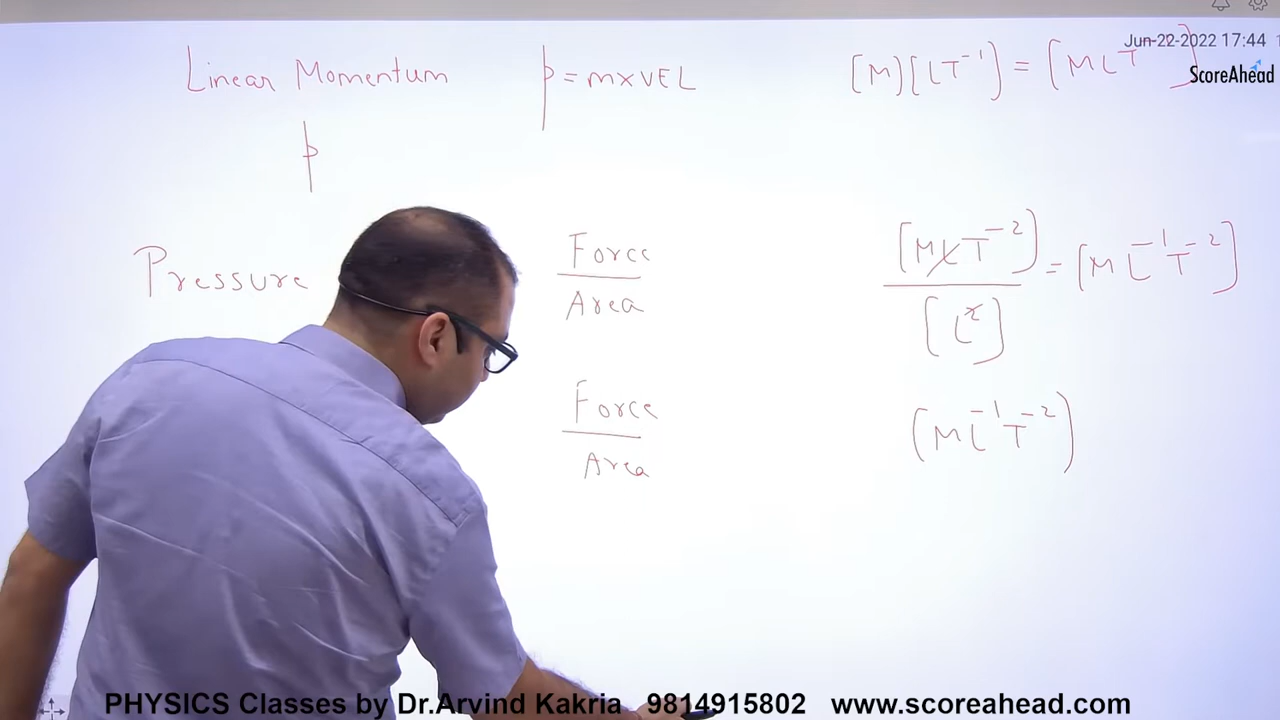 Jun-22-2022 17:44
ScoreAhead
Linear Momentum p = m×VEL [M][LT⁻¹] = [MLT
p
Pressure Force / Area [MLT⁻²] / [L²] = [ML⁻¹T⁻²]
Force / Area [ML⁻¹T⁻²]
PHYSICS Classes by Dr.Arvind Kakria 9814915802 www.scoreahead.com